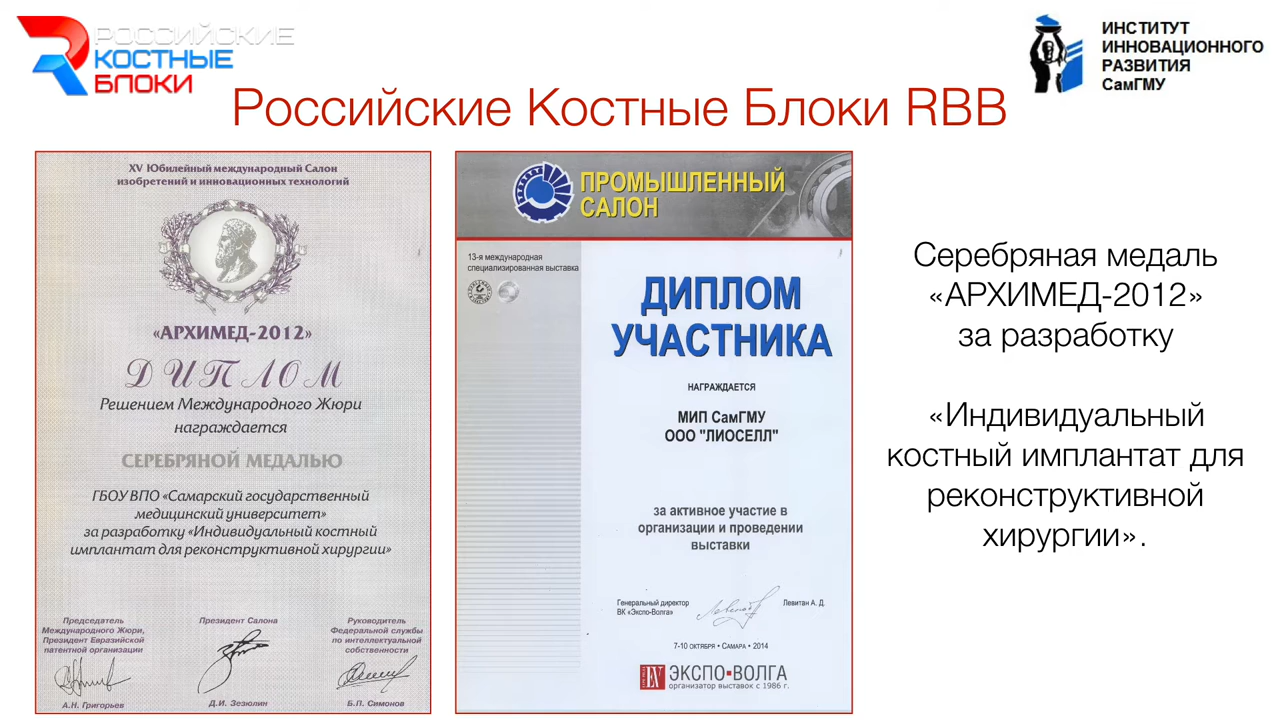 РОССИЙСКИЕ
КОСТНЫЕ
БЛОКИ
ИНСТИТУТ
ИННОВАЦИОННОГО
РАЗВИТИЯ
СамГМУ
Российские Костные Блоки RBB
XV Юбилейный международный Салон
изобретений и инновационных технологий
«АРХИМЕД-2012»
ДИПЛОМ
Решением Международного Жюри
награждается
СЕРЕБРЯНОЙ МЕДАЛЬЮ
ГБОУ ВПО «Самарский государственный
медицинский университет»
за разработку «Индивидуальный костный
имплантат для реконструктивной хирургии»
Председатель
Международного Жюри,
Президент Евразийской
патентной организации
А.Н. Григорьев
Президент Салона
Д.И. Зезюлин
Руководитель
Федеральной службы
по интеллектуальной
собственности
Б.П. Симонов
ПРОМЫШЛЕННЫЙ
САЛОН
13-я международная
специализированная выставка
ДИПЛОМ
УЧАСТНИКА
НАГРАЖДАЕТСЯ
МИП СамГМУ
ООО "ЛИОСЕЛЛ"
за активное участие в
организации и проведении
выставки
Генеральный директор
ВК «Экспо-Волга»
Левитан А. Д.
7-10 октября • Самара • 2014
ЭКСПО-ВОЛГА
организатор выставок с 1986 г.
Серебряная медаль
«АРХИМЕД-2012»
за разработку
«Индивидуальный
костный имплантат для
реконструктивной
хирургии».